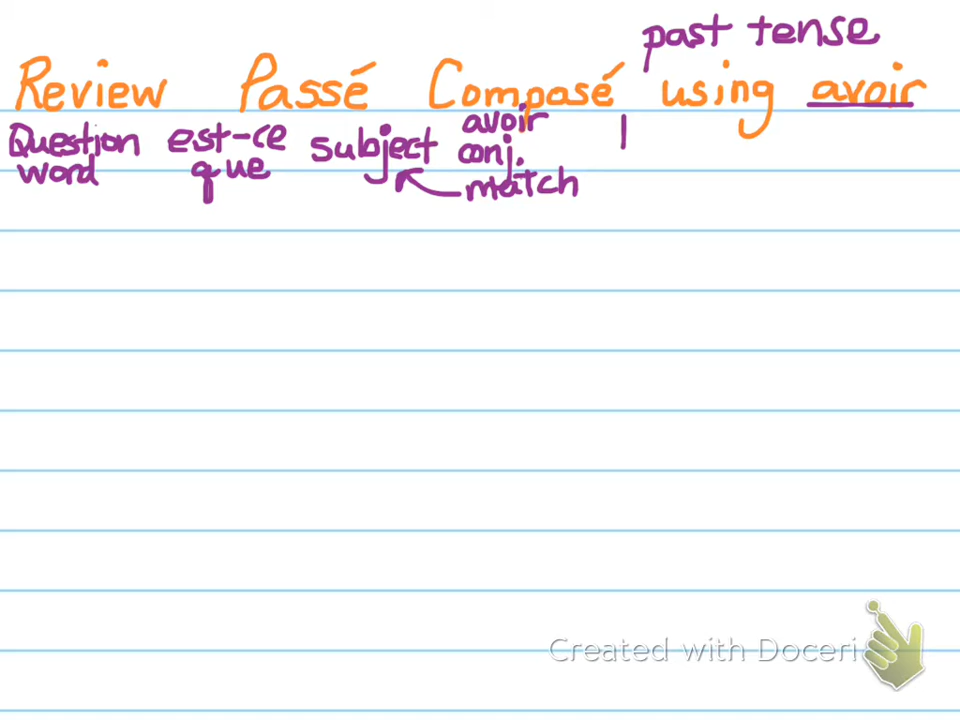 past tense
Review Passé Composé using avoir
Question est-ce subject avoir
word que conj.
match
Created with Doceri